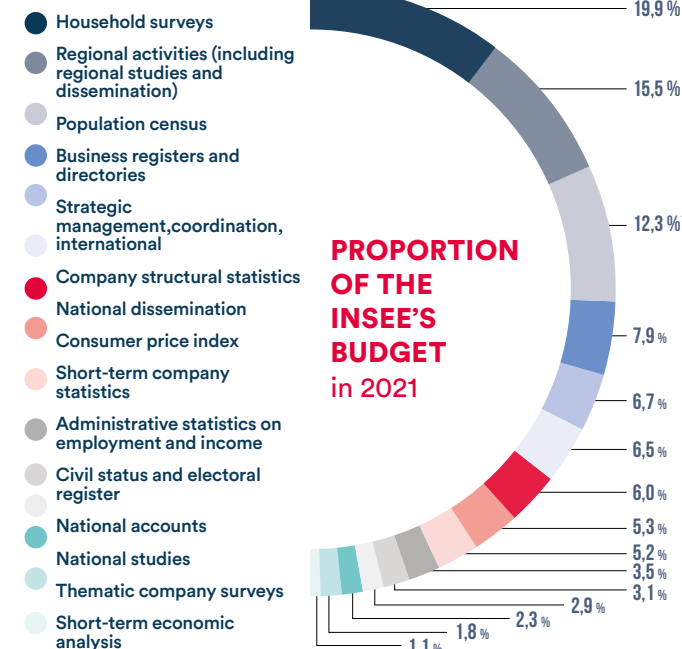 Household surveys
Regional activities (including
regional studies and
dissemination)
Population census
Business registers and
directories
Strategic
management,coordination,
international
Company structural statistics
National dissemination
Consumer price index
Short-term company
statistics
Administrative statistics on
employment and income
Civil status and electoral
register
National accounts
National studies
Thematic company surveys
Short-term economic
analysis
PROPORTION
OF THE
INSEE’S
BUDGET
in 2021
19,9 %
15,5 %
12,3 %
7,9 %
6,7 %
6,5 %
6,0 %
5,3 %
5,2 %
3,5 %
3,1 %
2,9 %
2,3 %
1,8 %
1,1 %